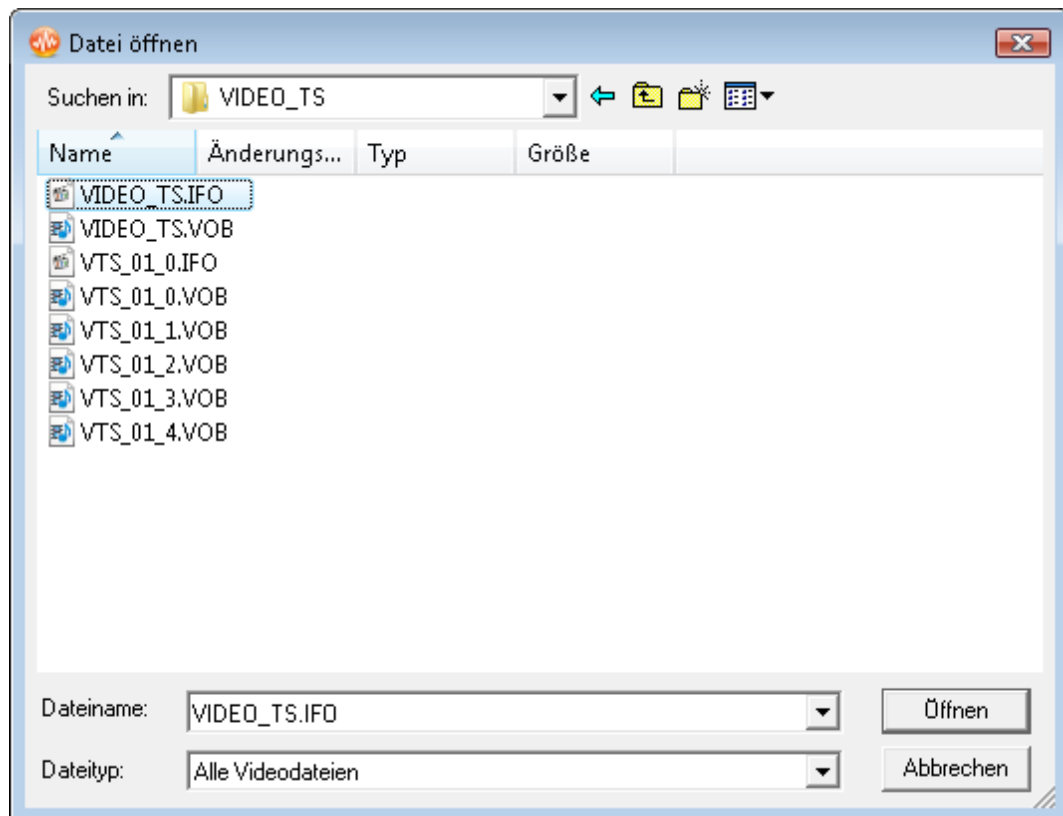 Datei öffnen
Suchen in: VIDEO_TS
Name Änderungs... Typ Größe
VIDEO_TS.IFO
VIDEO_TS.VOB
VTS_01_0.IFO
VTS_01_0.VOB
VTS_01_1.VOB
VTS_01_2.VOB
VTS_01_3.VOB
VTS_01_4.VOB
Dateiname: VIDEO_TS.IFO Öffnen
Dateityp: Alle Videodateien Abbrechen